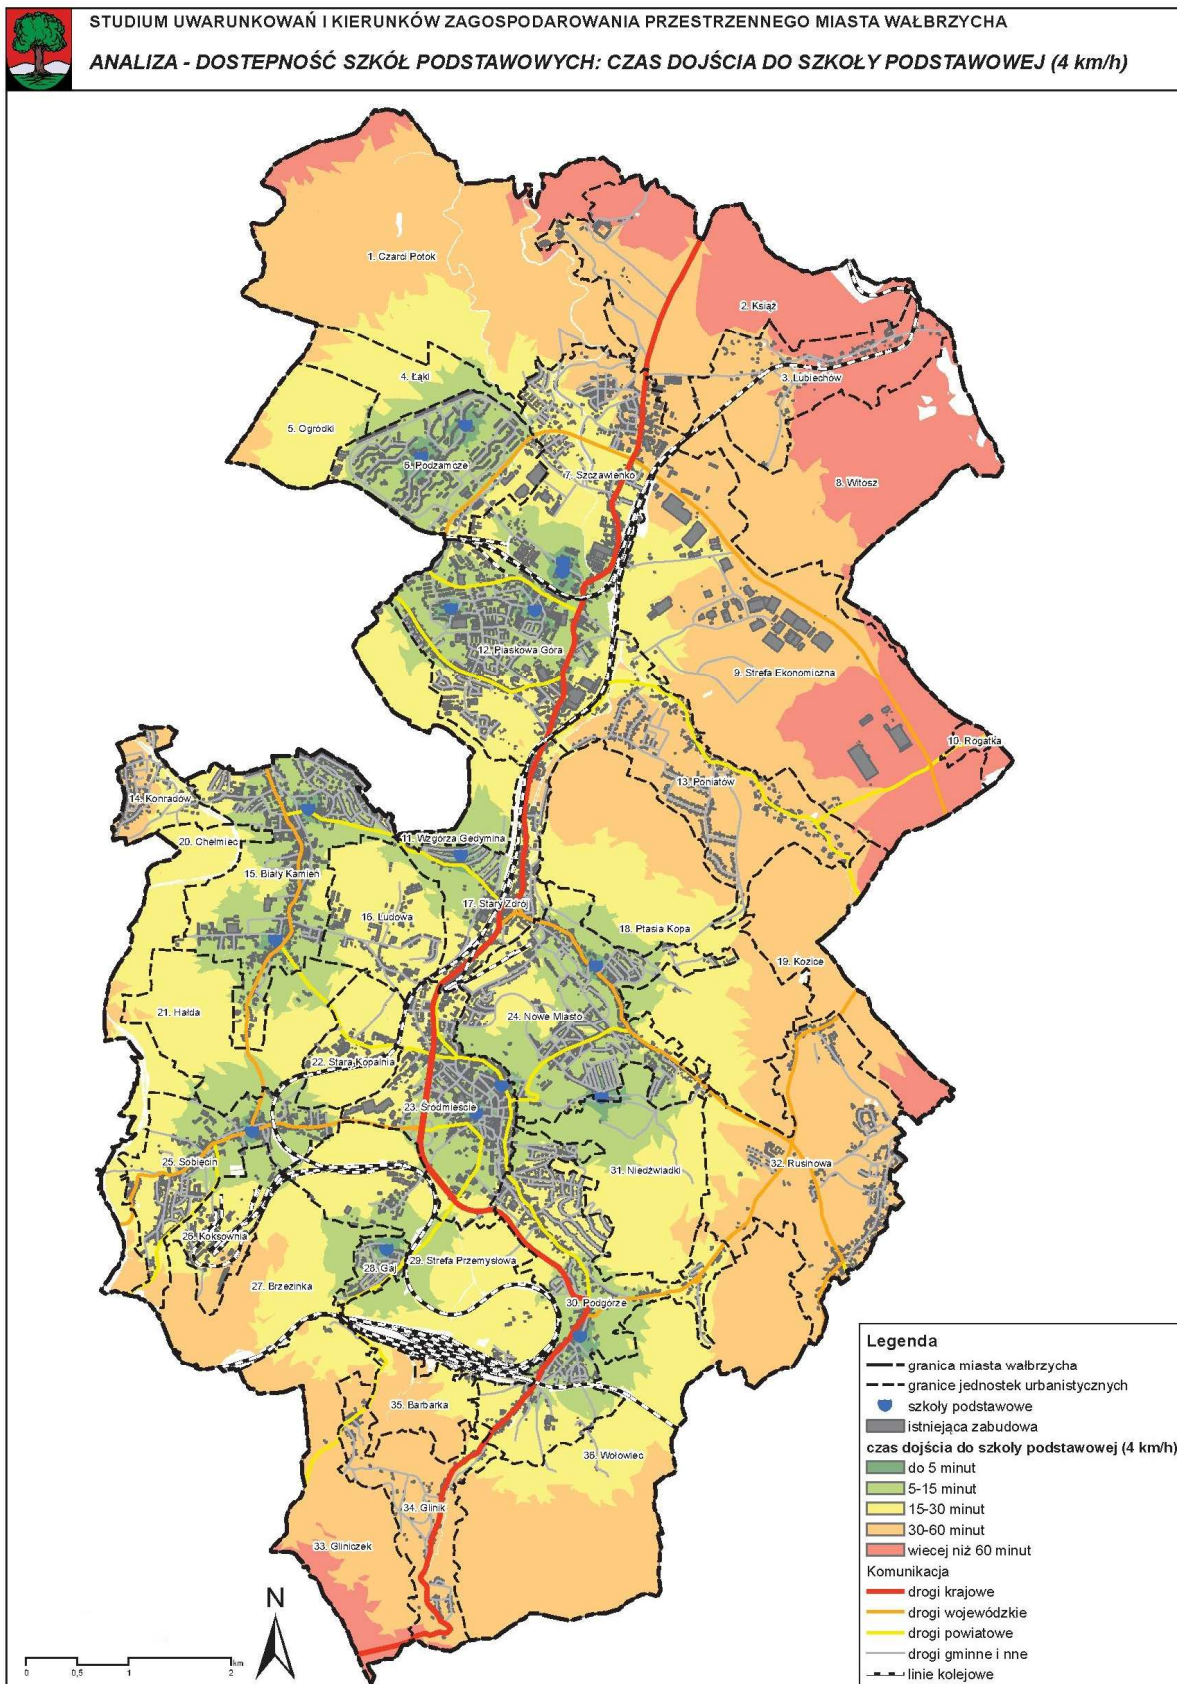 STUDIUM UWARUNKOWAŃ I KIERUNKÓW ZAGOSPODAROWANIA PRZESTRZENNEGO MIASTA WAŁBRZYCHA
ANALIZA - DOSTEPNOŚĆ SZKÓŁ PODSTAWOWYCH: CZAS DOJŚCIA DO SZKOŁY PODSTAWOWEJ (4 km/h)
1. Czarci Potok
2. Książ
3. Lubiechów
4. Łąki
5. Ogródki
6. Podzamcze
7. Szczawienko
8. Witosz
12. Piaskowa Góra
9. Strefa Ekonomiczna
10. Rogatka
13. Poniatów
14. Konradów
20. Chełmiec
11. Wzgórza Gedymina
15. Biały Kamień
16. Ludowa
17. Stary Zdrój
18. Ptasia Kopa
19. Kozice
21. Hałda
24. Nowe Miasto
22. Stara Kopalnia
23. Śródmieście
25. Sobięcin
31. Niedźwiadki
32. Rusinowa
26. Koksownia
27. Brzezinka
28. Gaj
29. Strefa Przemysłowa
30. Podgórze
35. Barbarka
36. Wołowiec
34. Glinik
33. Gliniczek
N
0 0,5 1 2 km
Legenda
granica miasta wałbrzycha
granice jednostek urbanistycznych
szkoły podstawowe
istniejąca zabudowa
czas dojścia do szkoły podstawowej (4 km/h)
do 5 minut
5-15 minut
15-30 minut
30-60 minut
wiecej niż 60 minut
Komunikacja
drogi krajowe
drogi wojewódzkie
drogi powiatowe
drogi gminne i nne
linie kolejowe